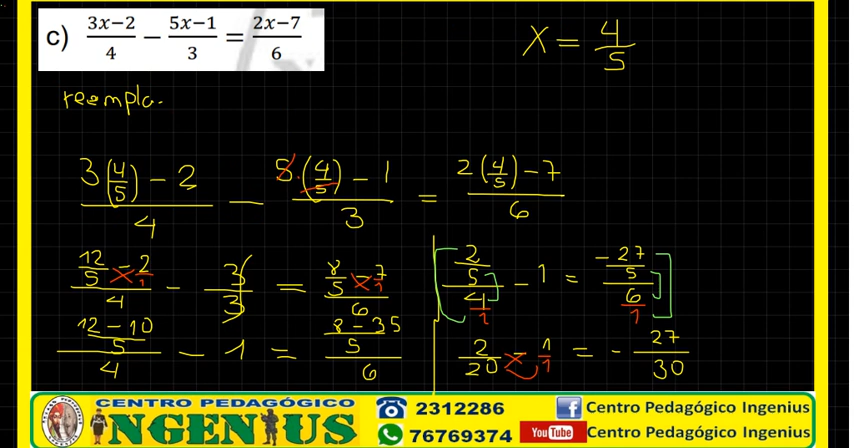 c) (3x−2)/4 − (5x−1)/3 = (2x−7)/6
X = 4/5
reemplo.
(3(4/5) − 2)/4 − (5.(4/5) − 1)/3 = (2(4/5) − 7)/6
(12/5 − 2/1)/4 − 3/3 = (8/5 − 7/1)/6
((12 − 10)/5)/4 − 1 = ((8 − 35)/5)/6
(2/5)/(4/1) − 1 = (−27/5)/(6/1)
2/20 − 1/1 = − 27/30
CENTRO PEDAGÓGICO
INGENIUS
2312286
76769374
f Centro Pedagógico Ingenius
YouTube Centro Pedagógico Ingenius